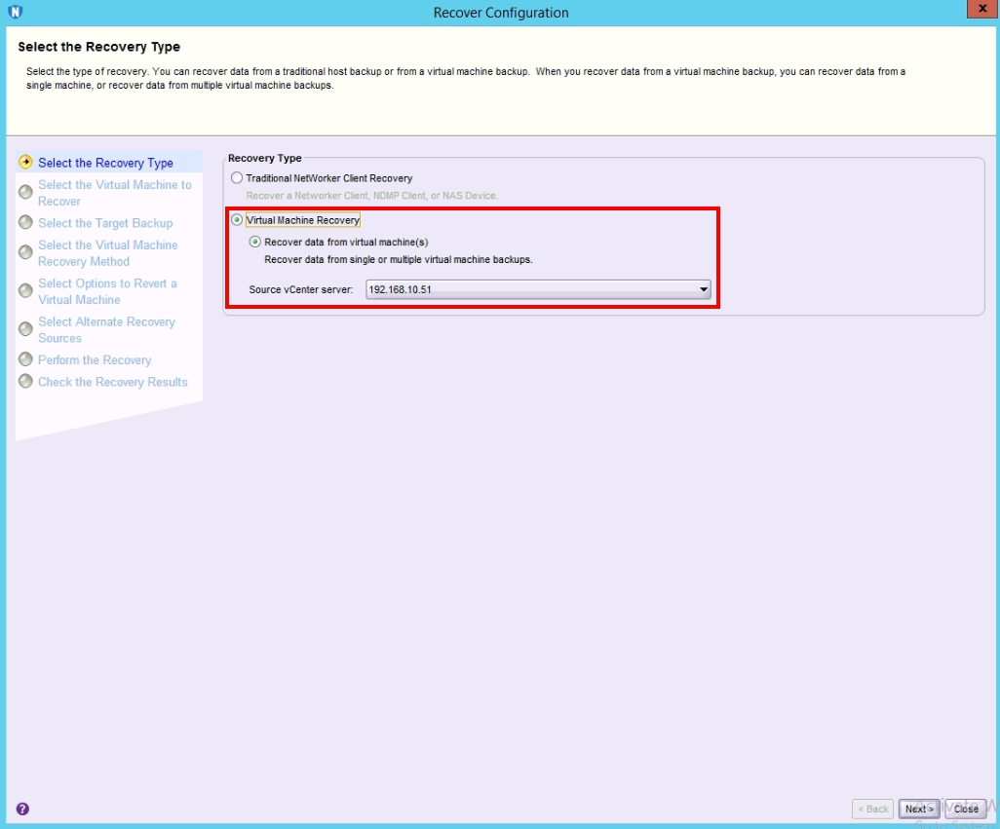 N
Recover Configuration
x
Select the Recovery Type
Select the type of recovery. You can recover data from a traditional host backup or from a virtual machine backup. When you recover data from a virtual machine backup, you can recover data from a
single machine, or recover data from multiple virtual machine backups.
Select the Recovery Type
Select the Virtual Machine to
Recover
Select the Target Backup
Select the Virtual Machine
Recovery Method
Select Options to Revert a
Virtual Machine
Select Alternate Recovery
Sources
Perform the Recovery
Check the Recovery Results
Recovery Type
Traditional NetWorker Client Recovery
Recover a Networker Client, NDMP Client, or NAS Device.
Virtual Machine Recovery
Recover data from virtual machine(s)
Recover data from single or multiple virtual machine backups.
Source vCenter server: 192.168.10.51
?
< Back Next > Close
Activate W